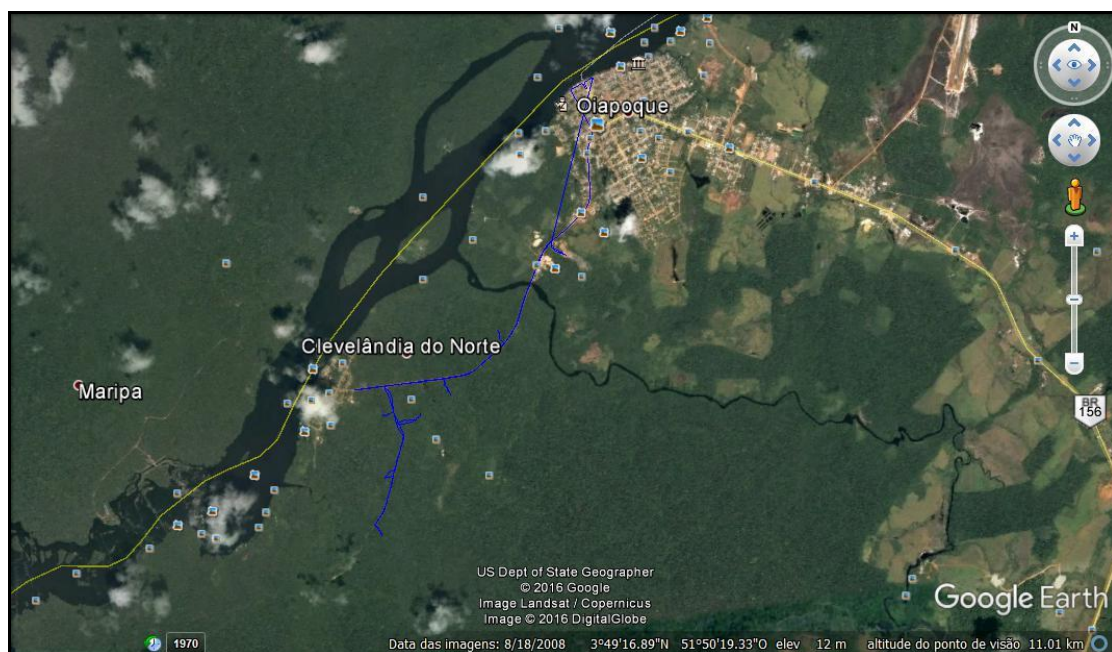 N
Oiapoque
Clevelândia do Norte
Maripa
BR
156
US Dept of State Geographer
© 2016 Google
Image Landsat / Copernicus
Image © 2016 DigitalGlobe
Google Earth
1970
Data das imagens: 8/18/2008 3°49'16.89"N 51°50'19.33"O elev 12 m altitude do ponto de visão 11.01 km